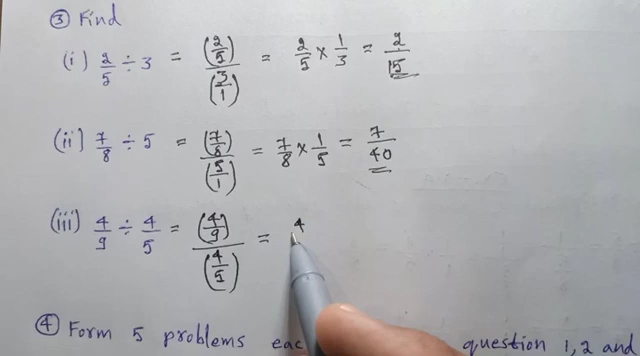 ③ Find
(i) 2/5 ÷ 3 = (2/5)/(3/1) = 2/5 × 1/3 = 2/15
(ii) 7/8 ÷ 5 = (7/8)/(5/1) = 7/8 × 1/5 = 7/40
(iii) 4/9 ÷ 4/5 = (4/9)/(4/5) = 4
④ Form 5 problems question 1,2 and